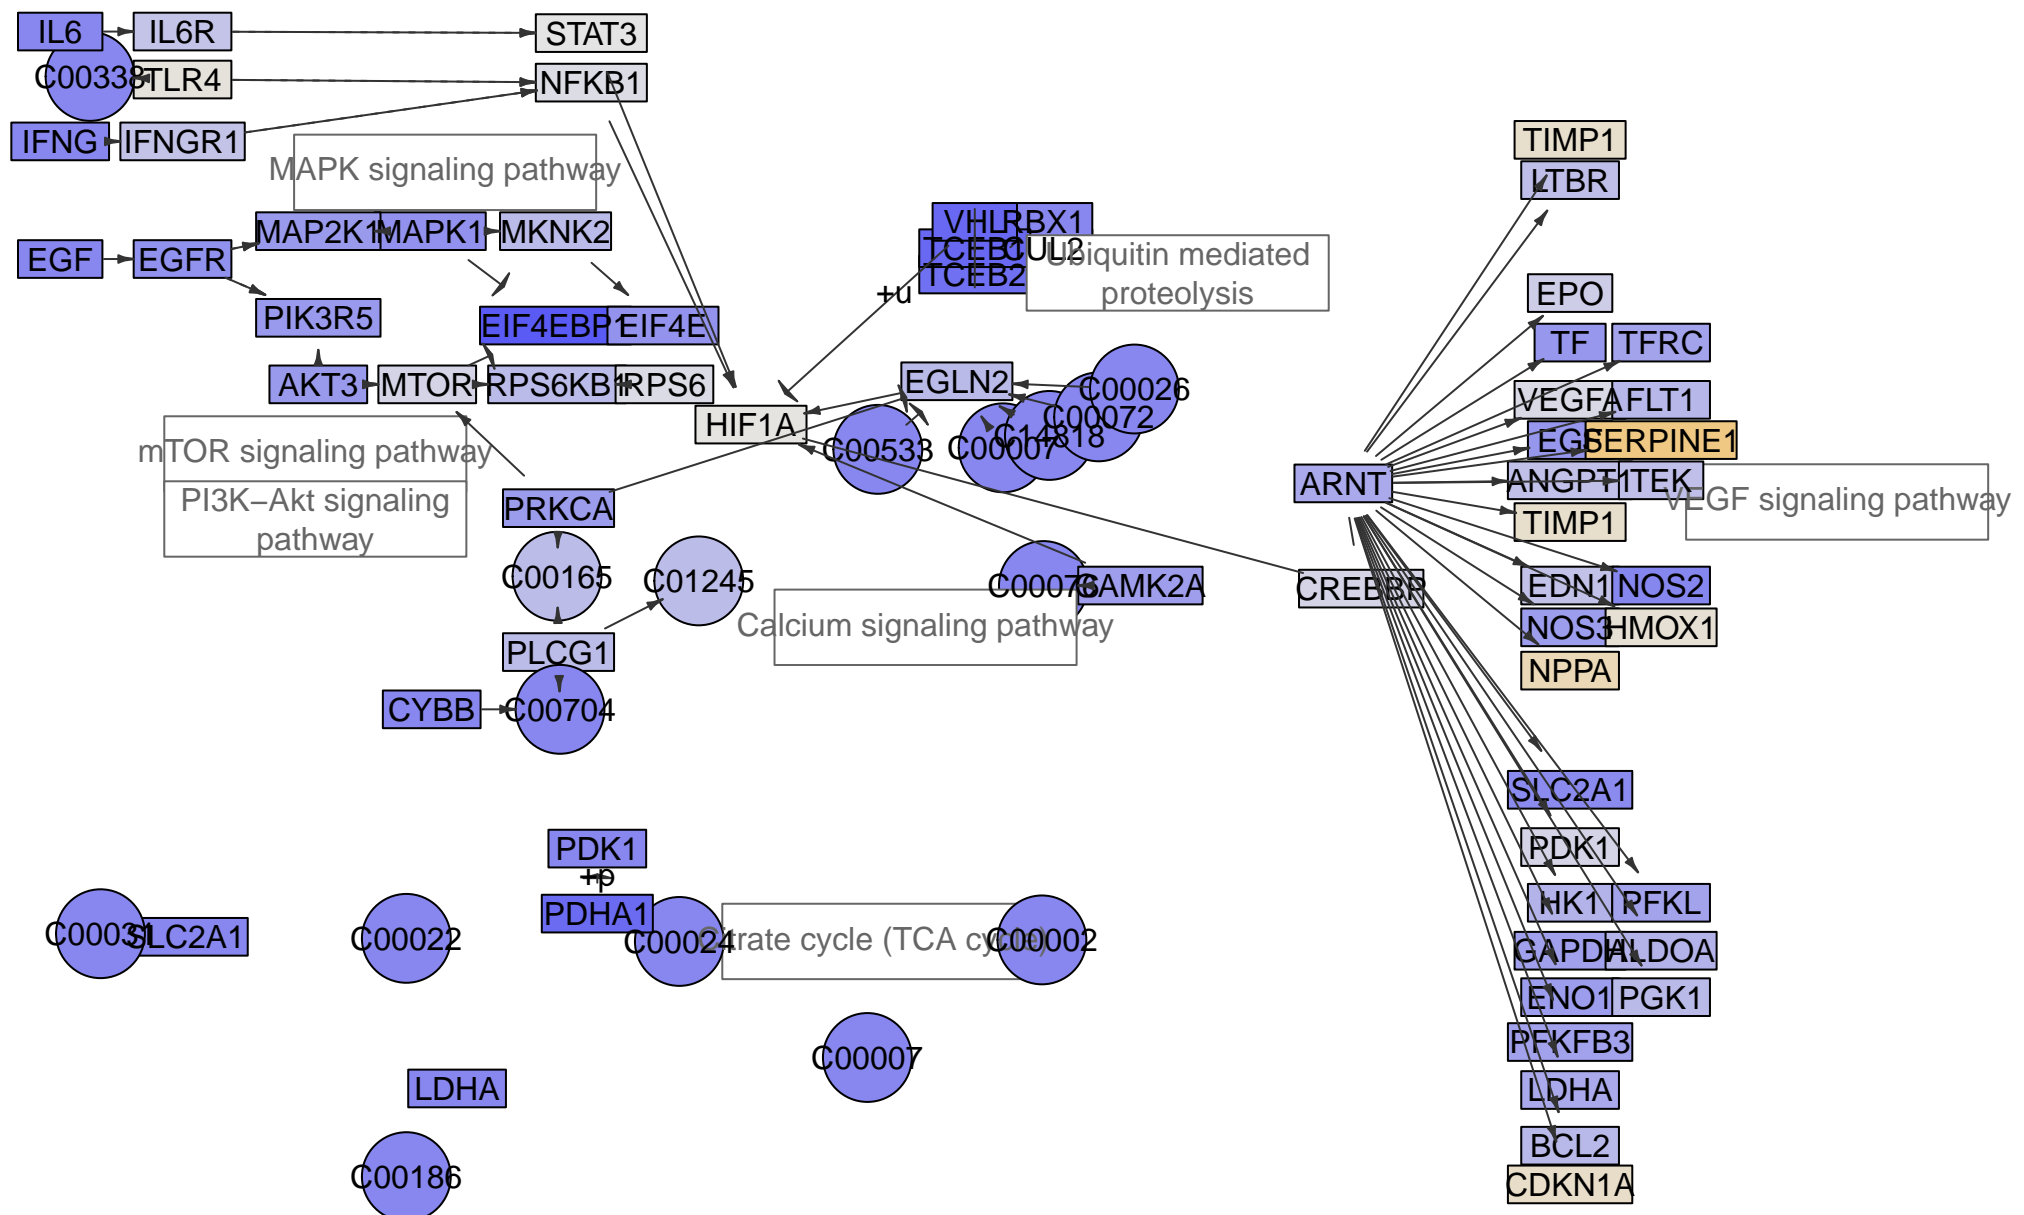 IL6
IL6R
STAT3
C00338
TLR4
NFKB1
IFNG
IFNGR1
MAPK signaling pathway
TIMP1
LTBR
MAP2K1
MAPK1
MKNK2
VHL
RBX1
TCEB1
CUL2
TCEB2
Ubiquitin mediated
proteolysis
EGF
EGFR
+u
EPO
PIK3R5
EIF4EBP1
EIF4E
TF
TFRC
AKT3
MTOR
RPS6KB1
RPS6
EGLN2
C00026
C00072
C14818
C00007
C00533
HIF1A
VEGFA
FLT1
EGF
SERPINE1
mTOR signaling pathway
PI3K–Akt signaling
pathway
ARNT
ANGPT1
TEK
VEGF signaling pathway
PRKCA
TIMP1
C00165
C01245
C00076
CAMK2A
CREBBP
EDN1
NOS2
Calcium signaling pathway
NOS3
HMOX1
PLCG1
NPPA
CYBB
C00704
SLC2A1
PDK1
+p
PDK1
PDHA1
HK1
PFKL
C00031
SLC2A1
C00022
C00024
Citrate cycle (TCA cycle)
C00002
GAPDH
ALDOA
ENO1
PGK1
C00007
PFKFB3
LDHA
LDHA
BCL2
C00186
CDKN1A